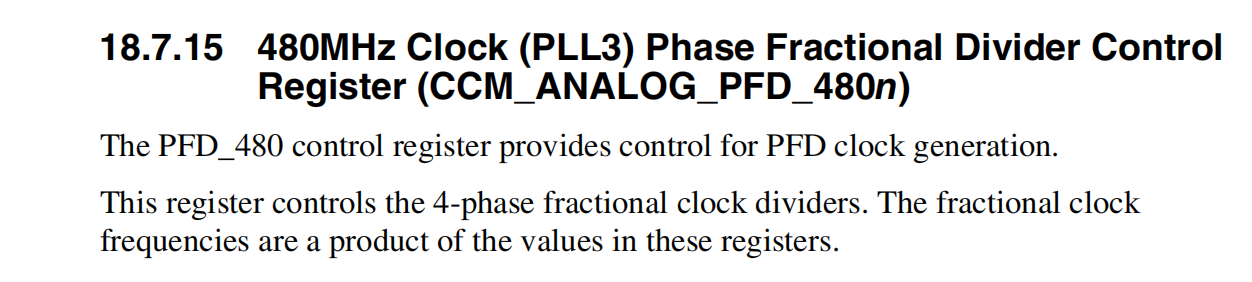 18.7.15 480MHz Clock (PLL3) Phase Fractional Divider Control
Register (CCM_ANALOG_PFD_480n)
The PFD_480 control register provides control for PFD clock generation.
This register controls the 4-phase fractional clock dividers. The fractional clock
frequencies are a product of the values in these registers.